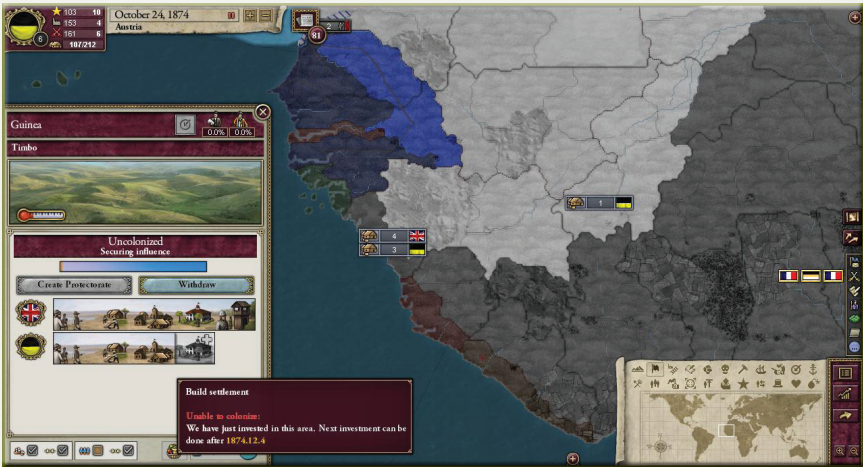 103 10
October 24, 1874
153 4
Austria
2
161 6
6
107/212
81
Guinea
0.0% 0.0%
Timbo
1
4
3
Uncolonized
Securing influence
Create Protectorate Withdraw
Build settlement
Unable to colonize:
We have just invested in this area. Next investment can be
done after 1874.12.4